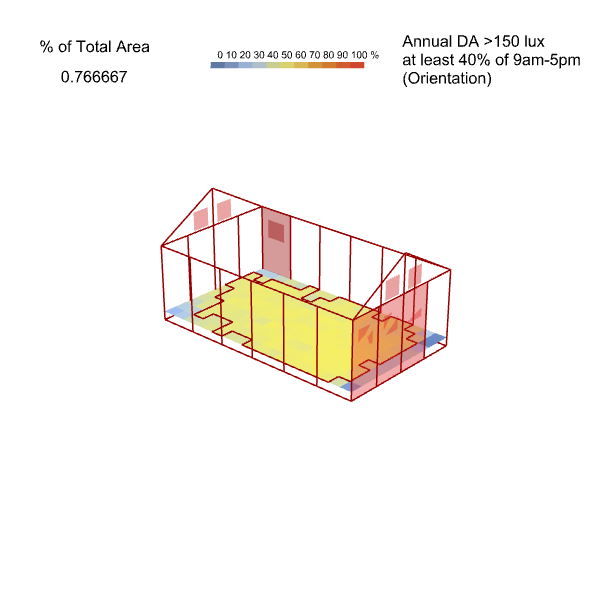 % of Total Area
0.766667
0 10 20 30 40 50 60 70 80 90 100 %
Annual DA >150 lux
at least 40% of 9am-5pm
(Orientation)